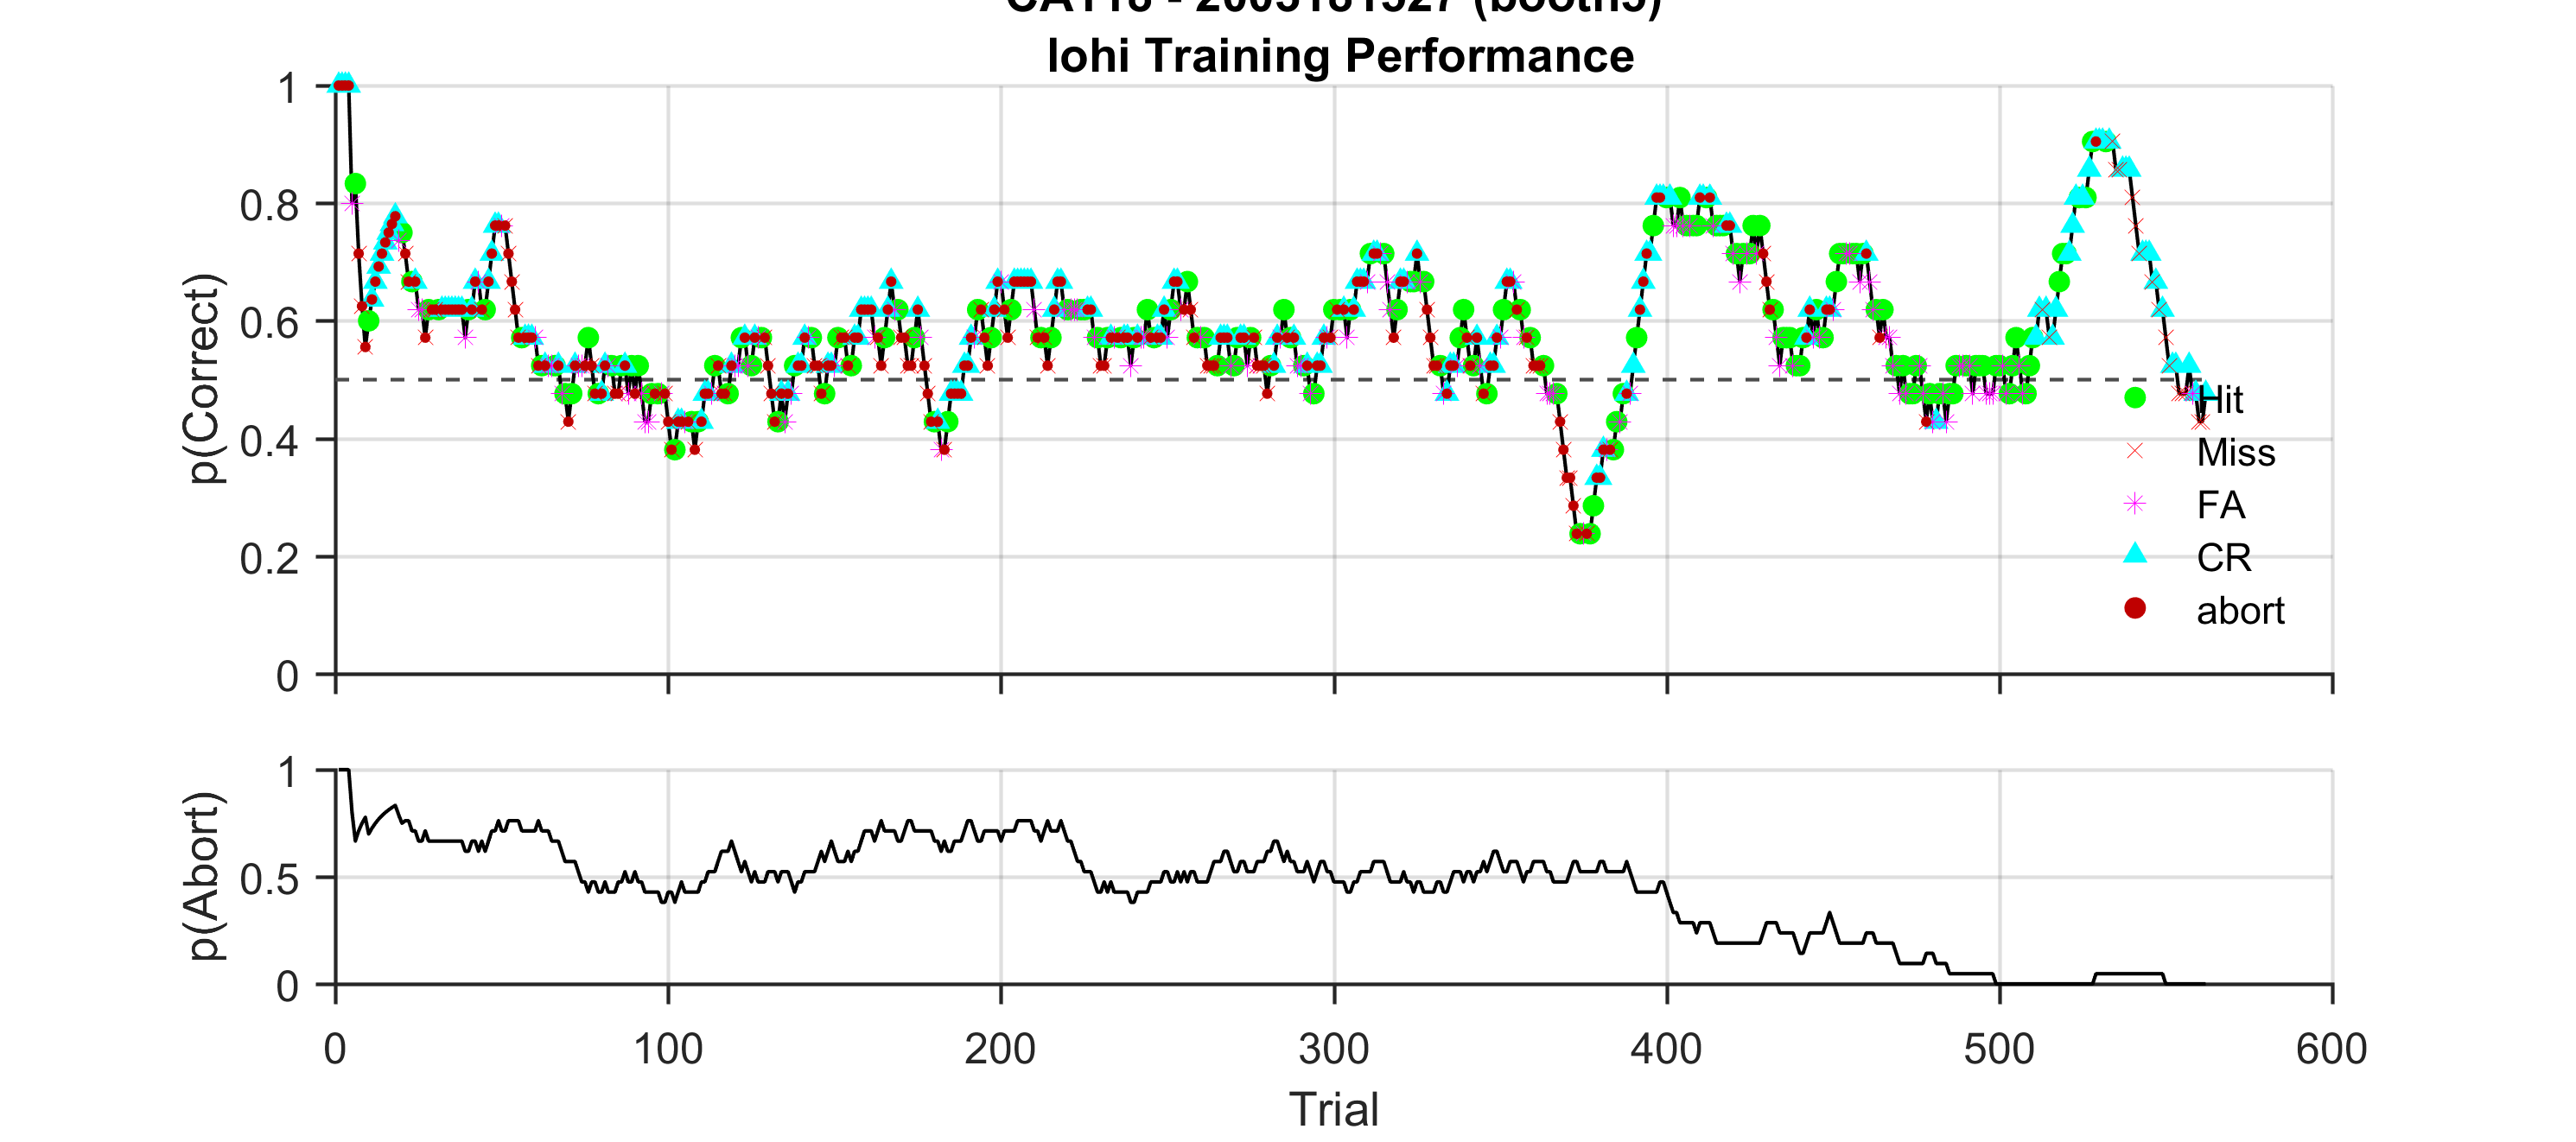 lohi Training Performance
1
0.8
0.6
0.4
0.2
0
p(Correct)
Hit
Miss
FA
CR
abort
1
0.5
0
p(Abort)
0 100 200 300 400 500 600
Trial